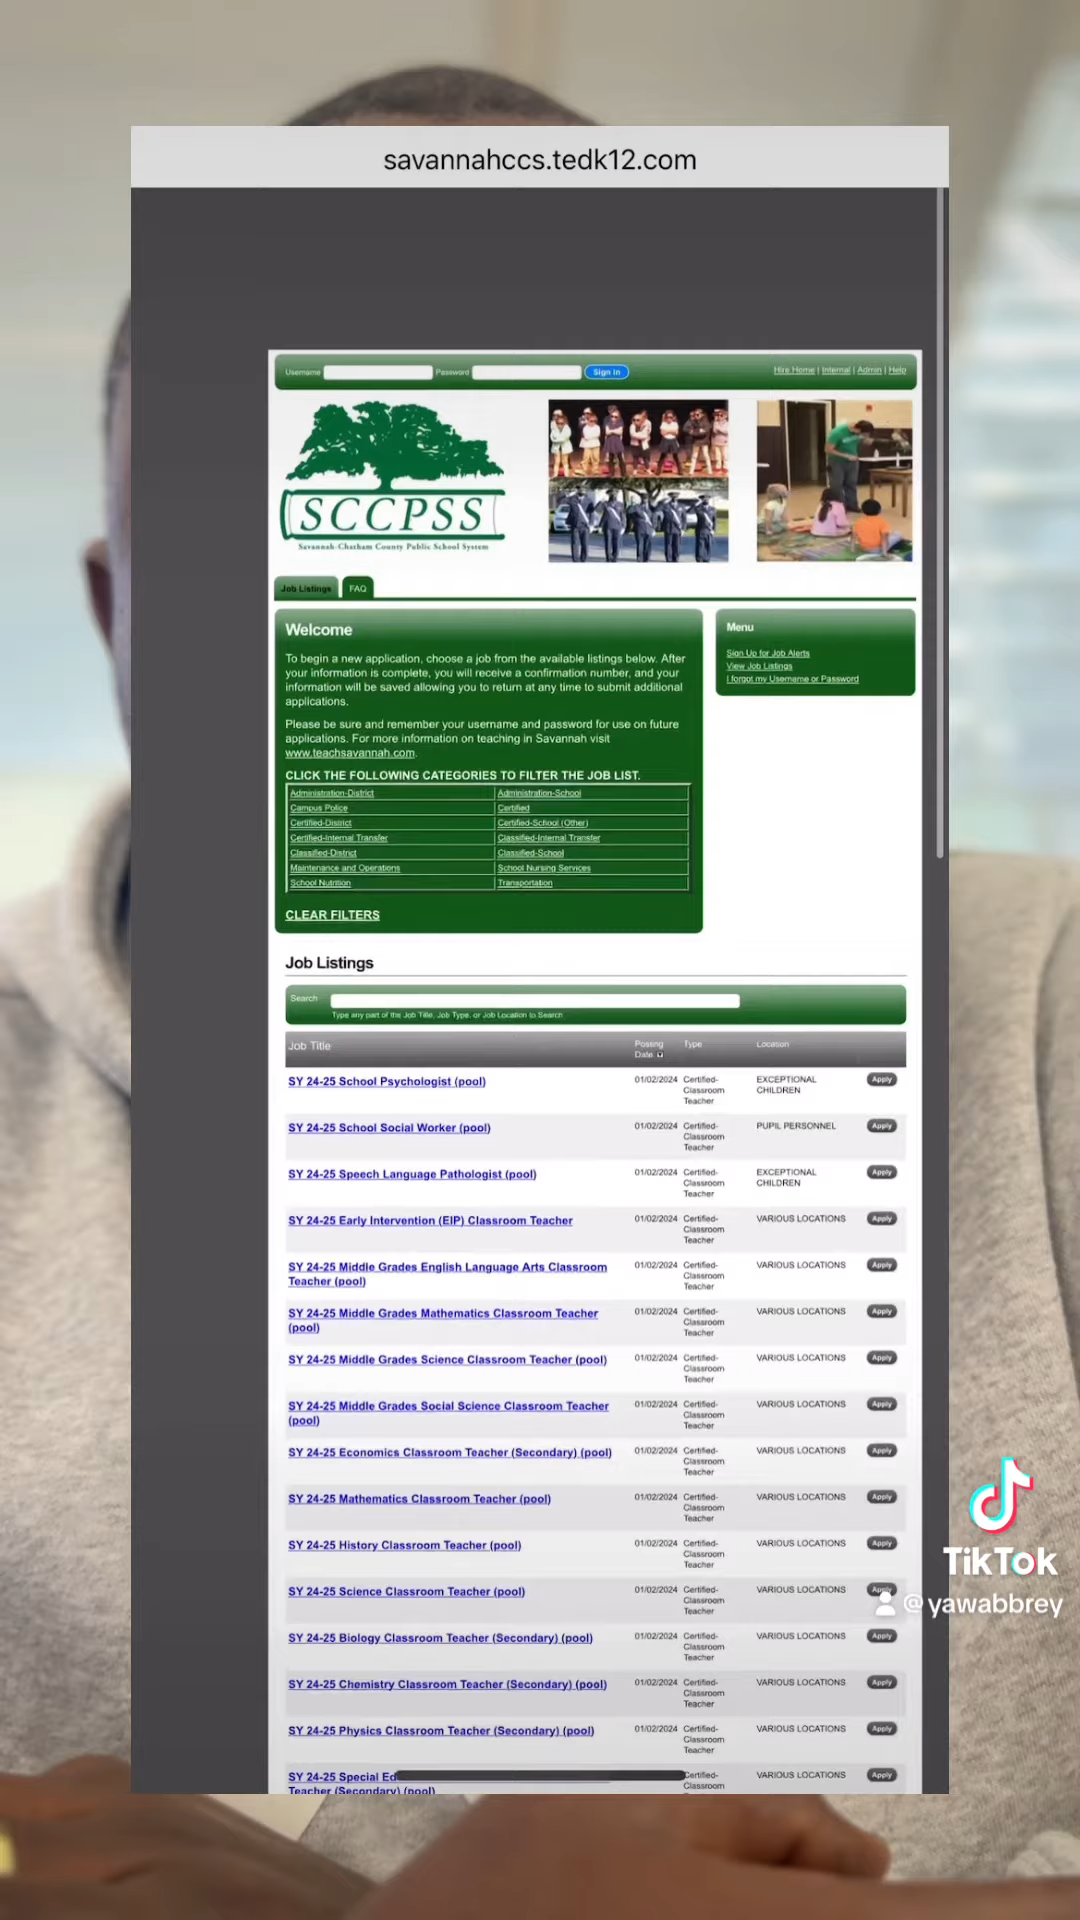 savannahccs.tedk12.com
Username Password Sign In Hire Home | Internal | Admin | Help
SCCPSS
Savannah-Chatham County Public School System
Job Listings FAQ
Welcome
To begin a new application, choose a job from the available listings below. After
your information is complete, you will receive a confirmation number, and your
information will be saved allowing you to return at any time to submit additional
applications.
Please be sure and remember your username and password for use on future
applications. For more information on teaching in Savannah visit
www.teachsavannah.com.
CLICK THE FOLLOWING CATEGORIES TO FILTER THE JOB LIST.
Administration-District Administration-School
Campus Police Certified
Certified-District Certified-School (Other)
Certified-Internal Transfer Classified-Internal Transfer
Classified-District Classified-School
Maintenance and Operations School Nursing Services
School Nutrition Transportation
CLEAR FILTERS
Menu
Sign Up for Job Alerts
View Job Listings
I forgot my Username or Password
Job Listings
Search
Type any part of the Job Title, Job Type, or Job Location to Search
Job Title Posting Type Location
Date
SY 24-25 School Psychologist (pool) 01/02/2024 Certified- EXCEPTIONAL Apply
Classroom CHILDREN
Teacher
SY 24-25 School Social Worker (pool) 01/02/2024 Certified- PUPIL PERSONNEL Apply
Classroom
Teacher
SY 24-25 Speech Language Pathologist (pool) 01/02/2024 Certified- EXCEPTIONAL Apply
Classroom CHILDREN
Teacher
SY 24-25 Early Intervention (EIP) Classroom Teacher 01/02/2024 Certified- VARIOUS LOCATIONS Apply
Classroom
Teacher
SY 24-25 Middle Grades English Language Arts Classroom 01/02/2024 Certified- VARIOUS LOCATIONS Apply
Teacher (pool) Classroom
Teacher
SY 24-25 Middle Grades Mathematics Classroom Teacher 01/02/2024 Certified- VARIOUS LOCATIONS Apply
(pool) Classroom
Teacher
SY 24-25 Middle Grades Science Classroom Teacher (pool) 01/02/2024 Certified- VARIOUS LOCATIONS Apply
Classroom
Teacher
SY 24-25 Middle Grades Social Science Classroom Teacher 01/02/2024 Certified- VARIOUS LOCATIONS Apply
(pool) Classroom
Teacher
SY 24-25 Economics Classroom Teacher (Secondary) (pool) 01/02/2024 Certified- VARIOUS LOCATIONS Apply
Classroom
Teacher
SY 24-25 Mathematics Classroom Teacher (pool) 01/02/2024 Certified- VARIOUS LOCATIONS Apply
Classroom
Teacher
SY 24-25 History Classroom Teacher (pool) 01/02/2024 Certified- VARIOUS LOCATIONS Apply
Classroom
Teacher
SY 24-25 Science Classroom Teacher (pool) 01/02/2024 Certified- VARIOUS LOCATIONS Apply
Classroom
Teacher
SY 24-25 Biology Classroom Teacher (Secondary) (pool) 01/02/2024 Certified- VARIOUS LOCATIONS Apply
Classroom
Teacher
SY 24-25 Chemistry Classroom Teacher (Secondary) (pool) 01/02/2024 Certified- VARIOUS LOCATIONS Apply
Classroom
Teacher
SY 24-25 Physics Classroom Teacher (Secondary) (pool) 01/02/2024 Certified- VARIOUS LOCATIONS Apply
Classroom
Teacher
SY 24-25 Special Ed Certified- VARIOUS LOCATIONS Apply
Teacher (Secondary) (pool) Classroom
TikTok
@yawabbrey